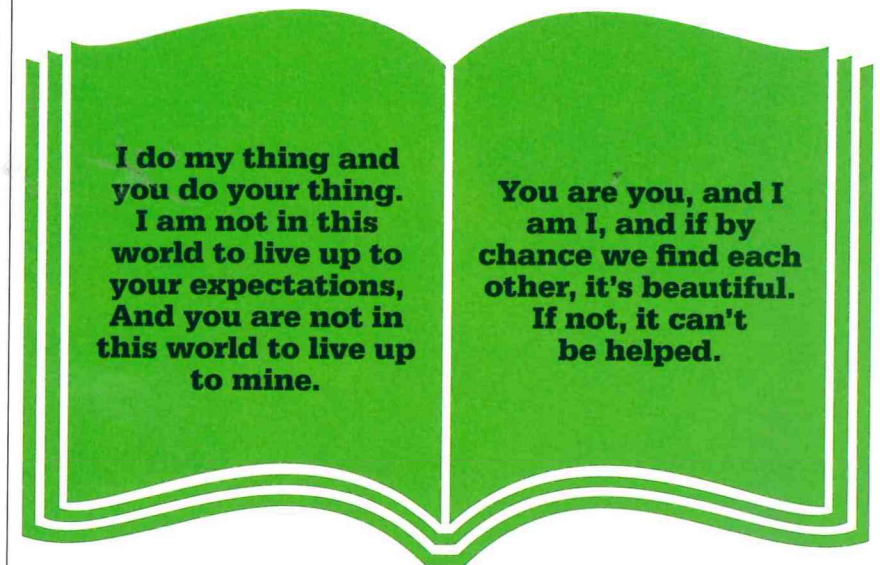 I do my thing and
you do your thing.
I am not in this
world to live up to
your expectations,
And you are not in
this world to live up
to mine.
You are you, and I
am I, and if by
chance we find each
other, it's beautiful.
If not, it can't
be helped.